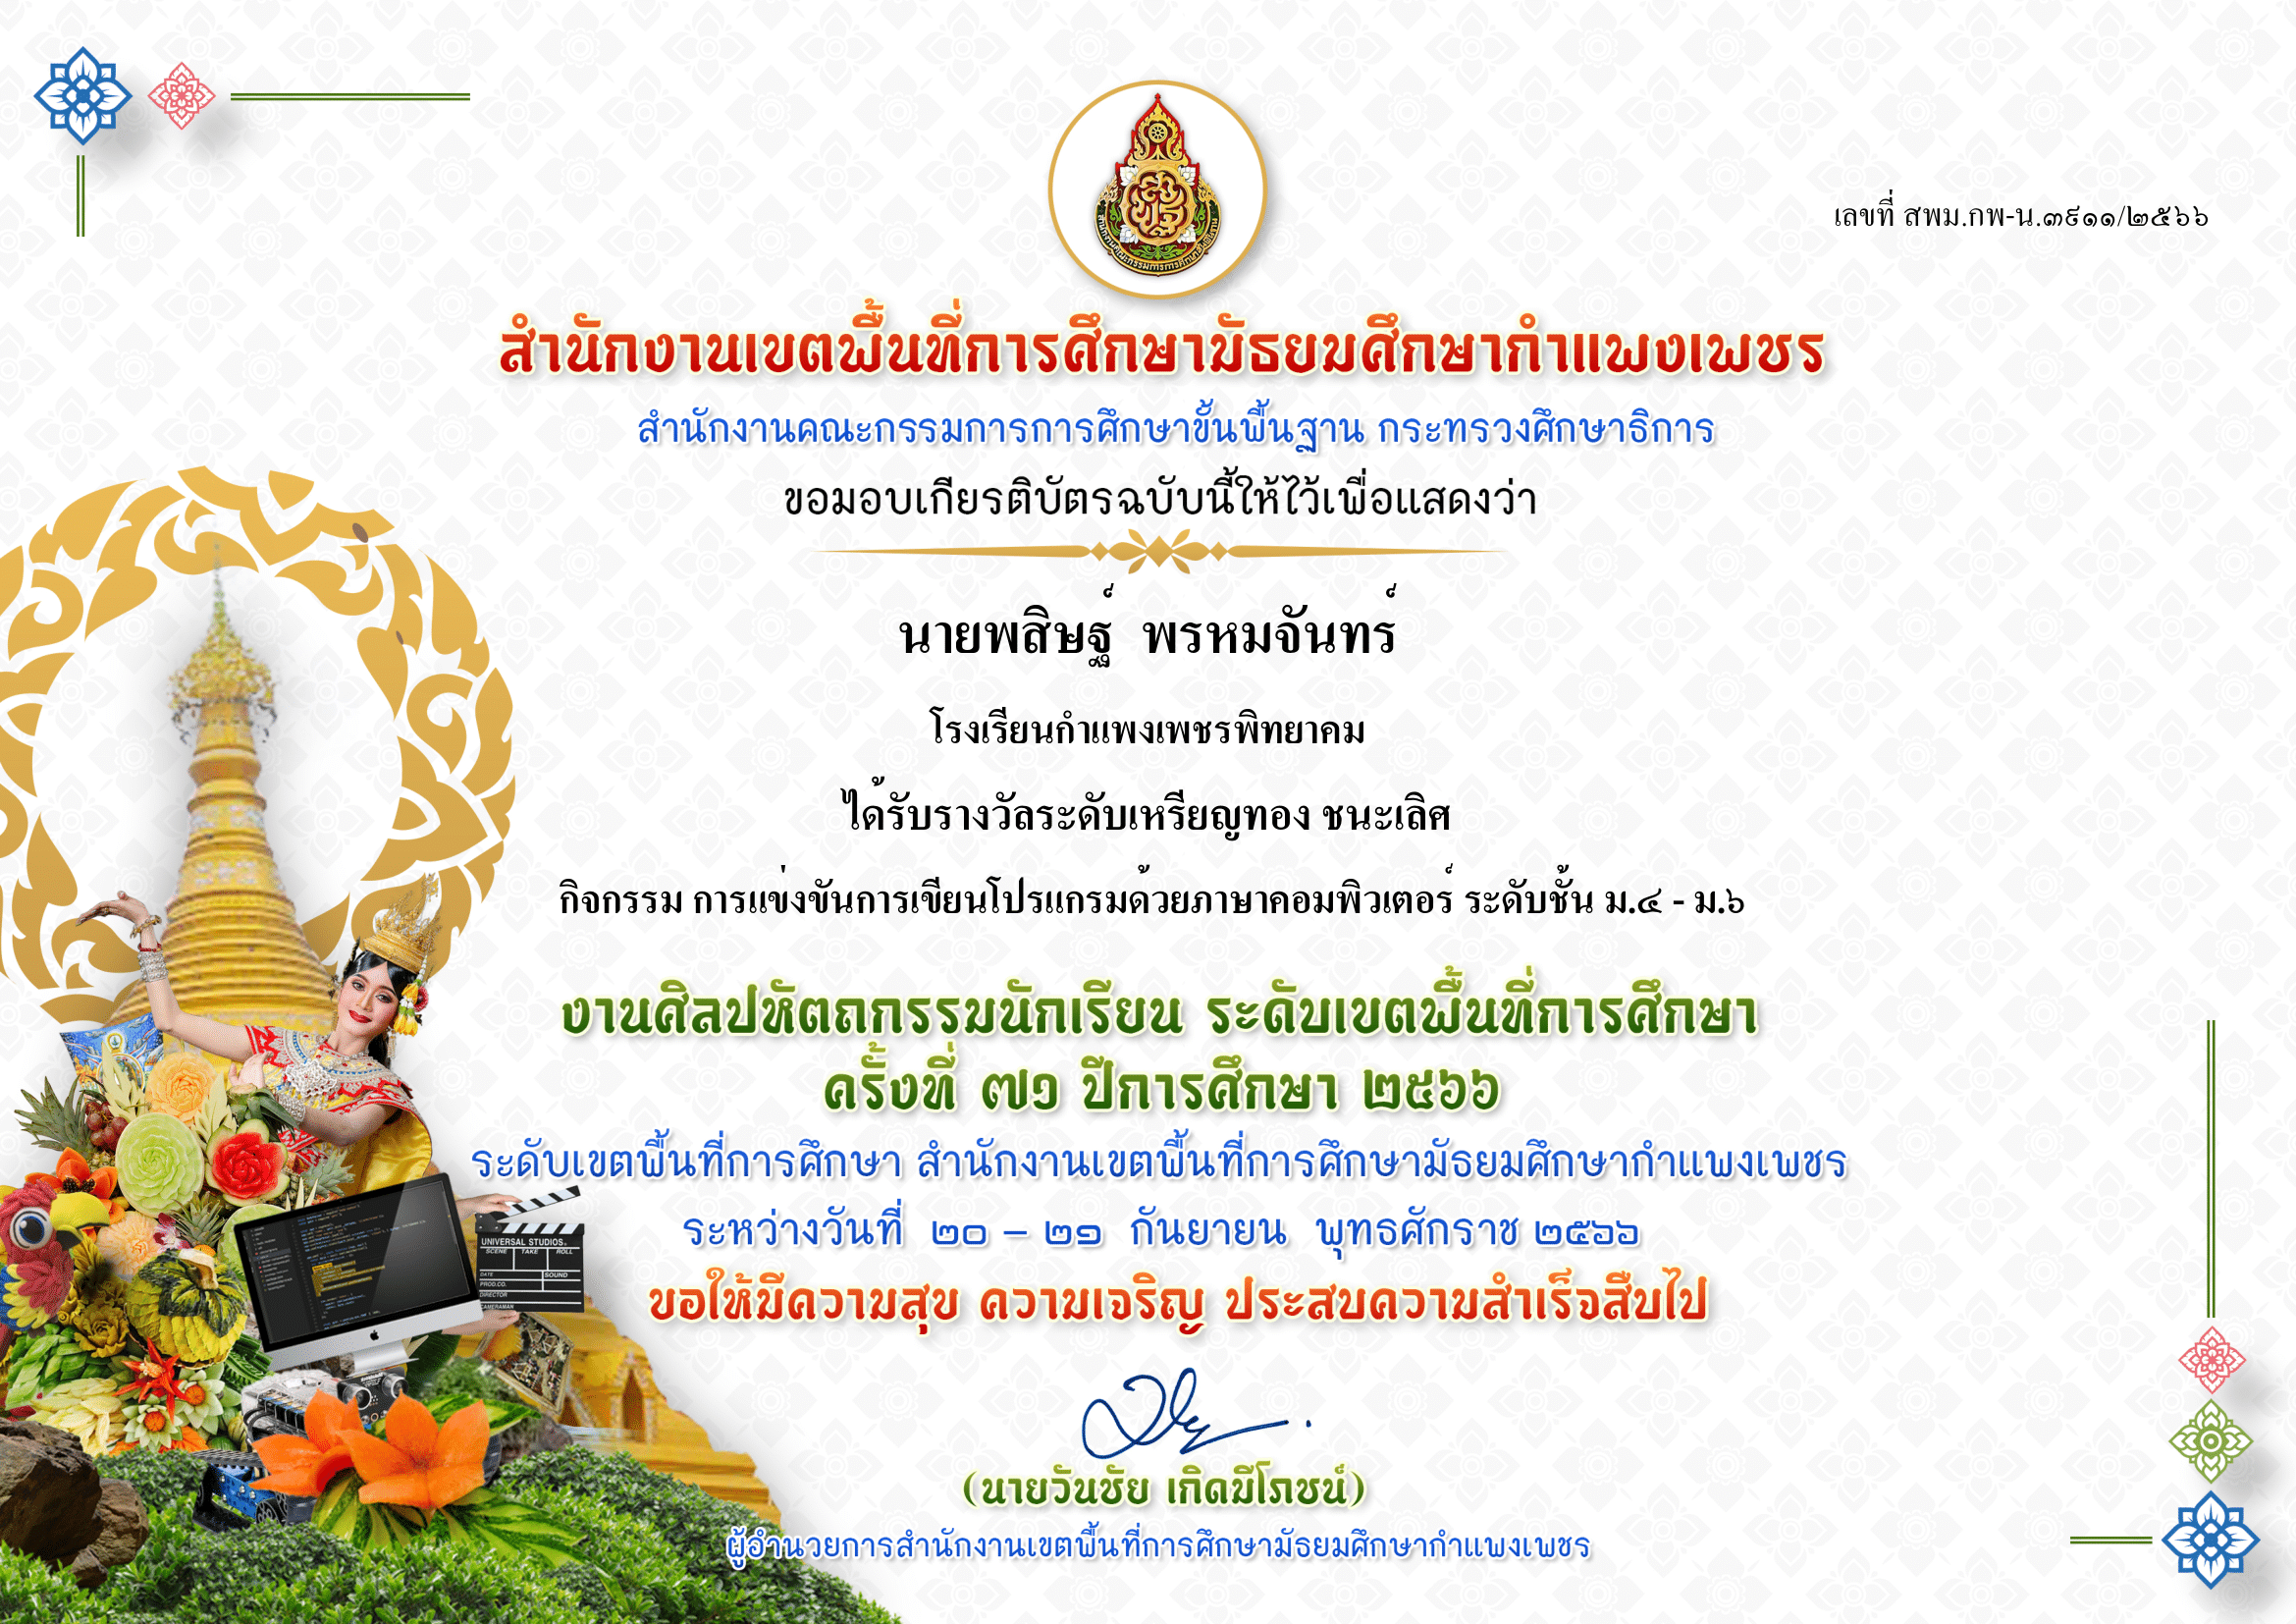 เลขที่ สพม.กพ-น.๓๙๑๑/๒๕๖๖
สำนักงานเขตพื้นที่การศึกษามัธยมศึกษากำแพงเพชร
สำนักงานคณะกรรมการการศึกษาขั้นพื้นฐาน กระทรวงศึกษาธิการ
ขอมอบเกียรติบัตรฉบับนี้ให้ไว้เพื่อแสดงว่า
นายพสิษฐ์ พรหมจันทร์
โรงเรียนกำแพงเพชรพิทยาคม
ได้รับรางวัลระดับเหรียญทอง ชนะเลิศ
กิจกรรม การแข่งขันการเขียนโปรแกรมด้วยภาษาคอมพิวเตอร์ ระดับชั้น ม.๔ - ม.๖
งานศิลปหัตถกรรมนักเรียน ระดับเขตพื้นที่การศึกษา
ครั้งที่ ๗๑ ปีการศึกษา ๒๕๖๖
ระดับเขตพื้นที่การศึกษา สำนักงานเขตพื้นที่การศึกษามัธยมศึกษากำแพงเพชร
ระหว่างวันที่ ๒๐ – ๒๑ กันยายน พุทธศักราช ๒๕๖๖
ขอให้มีความสุข ความเจริญ ประสบความสำเร็จสืบไป
(นายวันชัย เกิดมีโภชน์)
ผู้อำนวยการสำนักงานเขตพื้นที่การศึกษามัธยมศึกษากำแพงเพชร
UNIVERSAL STUDIOS
SCENE TAKE ROLL
DATE SOUND
PROD.CO.
DIRECTOR
CAMERAMAN